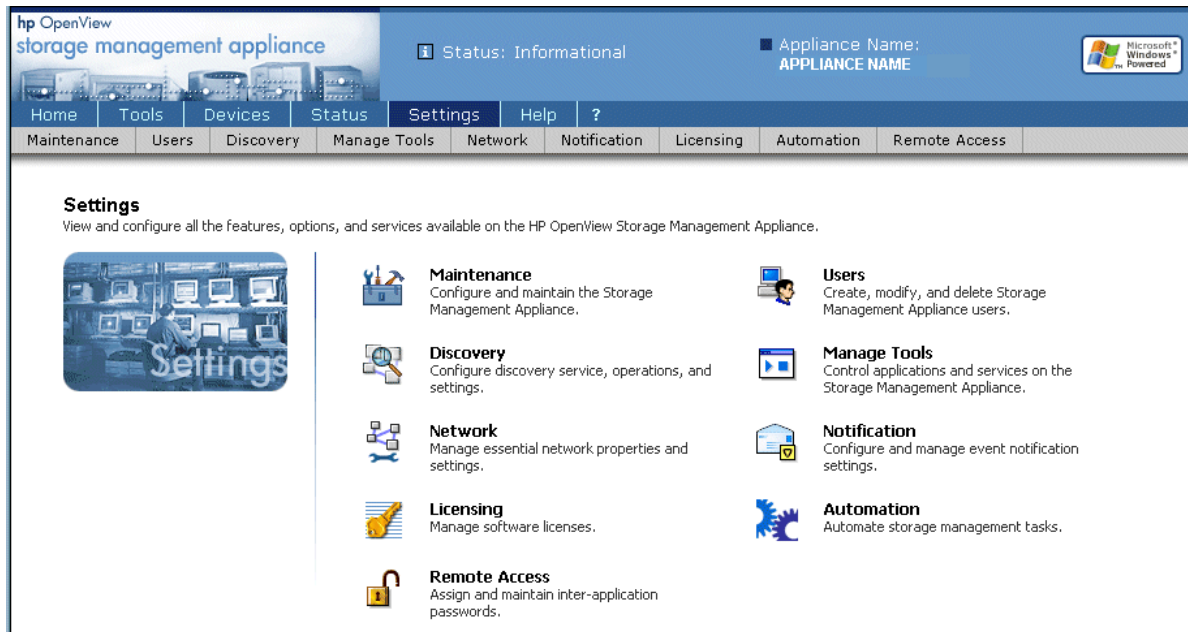 hp OpenView
storage management appliance
i Status: Informational
Appliance Name:
APPLIANCE NAME
Microsoft®
Windows®
Powered
TM
Home Tools Devices Status Settings Help ?
Maintenance Users Discovery Manage Tools Network Notification Licensing Automation Remote Access
Settings
View and configure all the features, options, and services available on the HP OpenView Storage Management Appliance.
Settings
Maintenance
Configure and maintain the Storage
Management Appliance.
Users
Create, modify, and delete Storage
Management Appliance users.
Discovery
Configure discovery service, operations, and
settings.
Manage Tools
Control applications and services on the
Storage Management Appliance.
Network
Manage essential network properties and
settings.
Notification
Configure and manage event notification
settings.
Licensing
Manage software licenses.
Automation
Automate storage management tasks.
Remote Access
Assign and maintain inter-application
passwords.